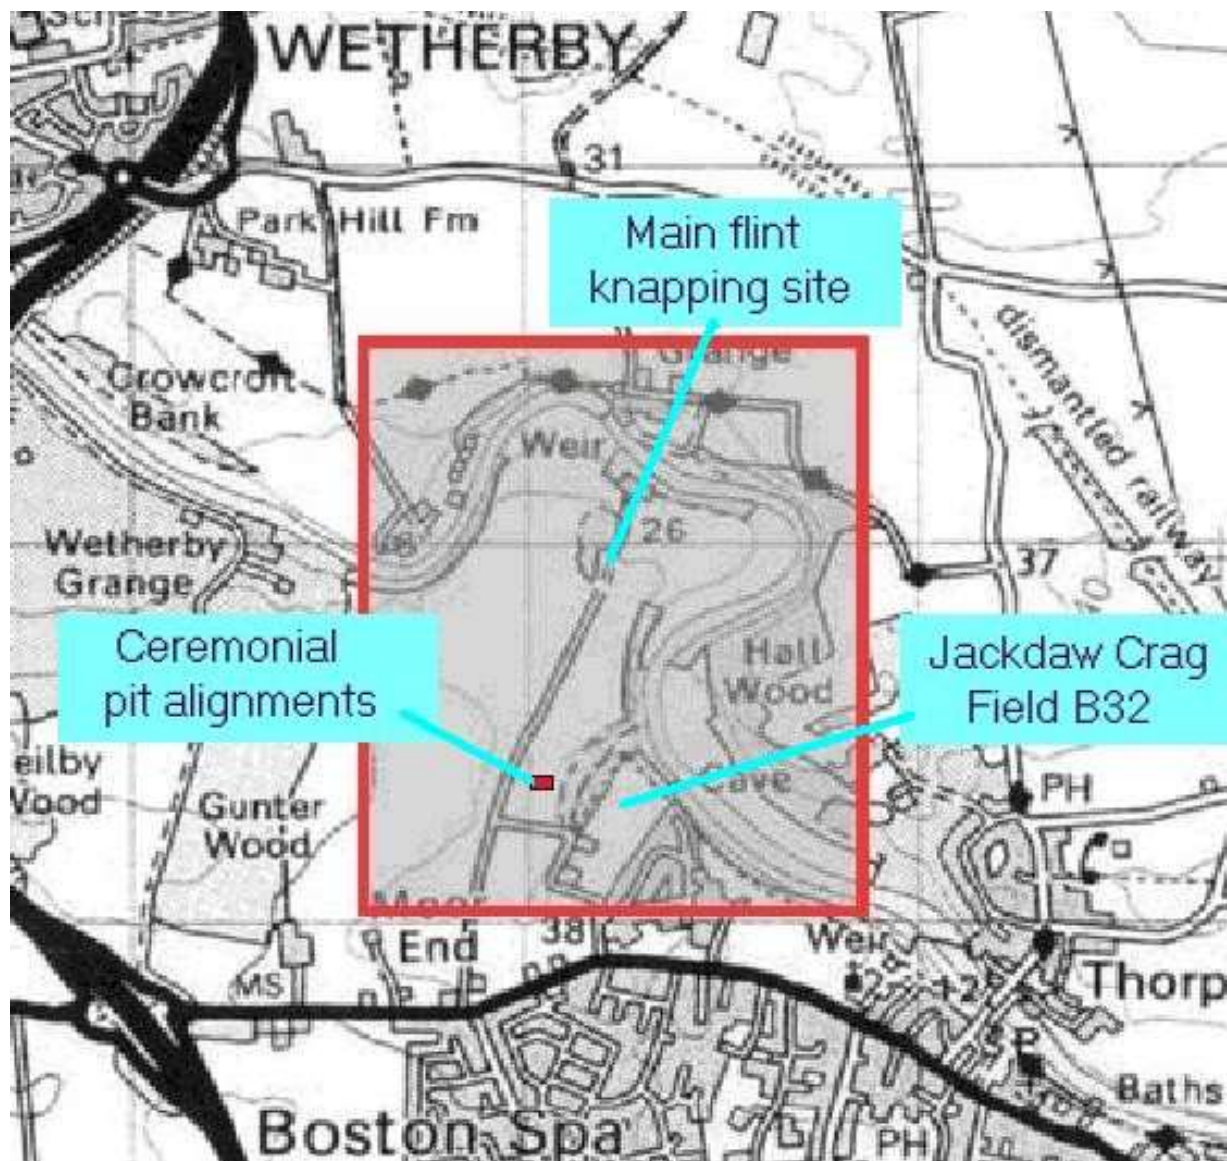 WETHERBY
31
Park Hill Fm
Main flint
knapping site
dismantled railway
Grange
Crowcroft
Bank
Weir
26
Wetherby
Grange
37
Ceremonial
pit alignments
Hall
Wood
Jackdaw Crag
Field B32
Cave
PH
Gunter
Wood
Moor
End
38
Weir
MS
Thorp
Baths
Boston Spa
PH